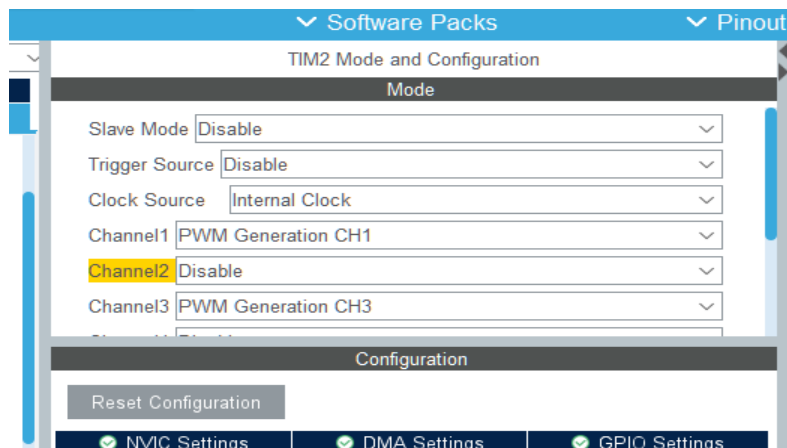 Software Packs Pinout
TIM2 Mode and Configuration
Mode
Slave Mode Disable
Trigger Source Disable
Clock Source Internal Clock
Channel1 PWM Generation CH1
Channel2 Disable
Channel3 PWM Generation CH3
Configuration
Reset Configuration
NVIC Settings DMA Settings GPIO Settings